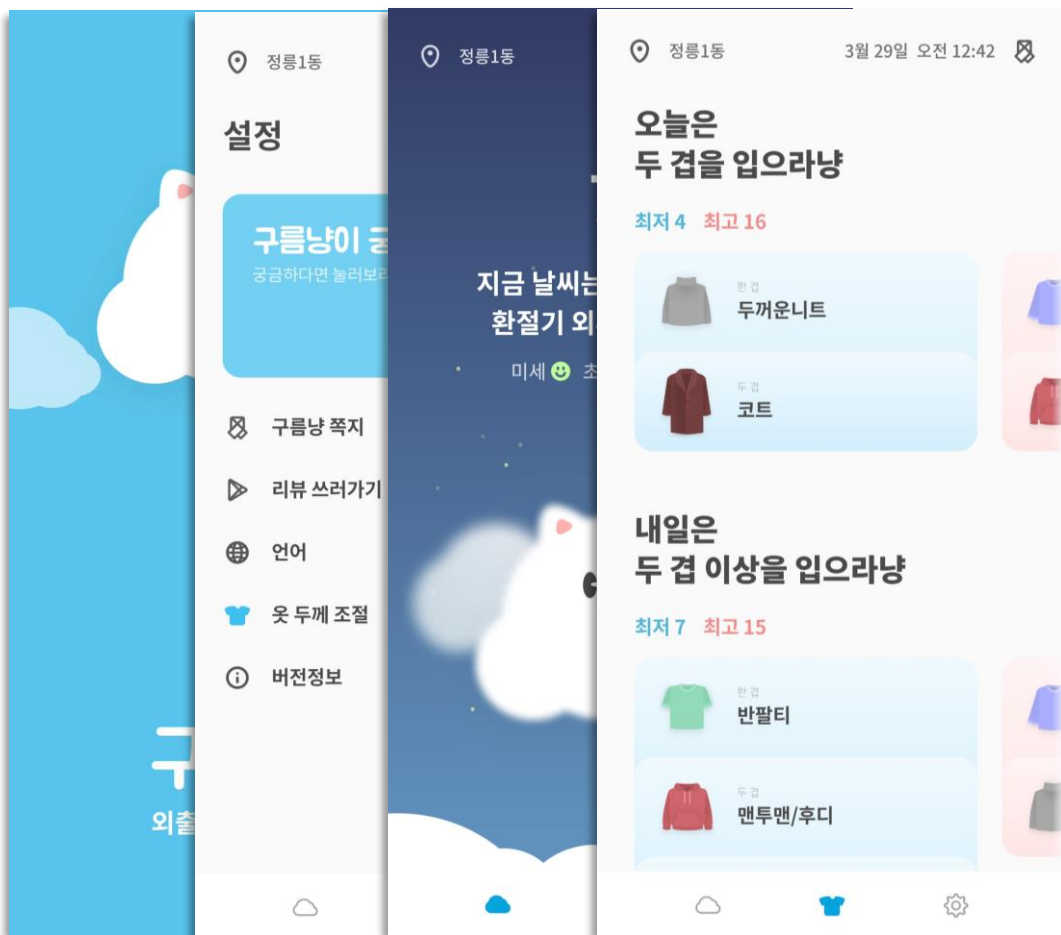 구
외출
정릉1동
설정
구름냥이 궁
궁금하다면 눌러보라
구름냥 쪽지
리뷰 쓰러가기
언어
옷 두께 조절
버전정보
정릉1동
지금 날씨는
환절기 외
미세 초
정릉1동 3월 29일 오전 12:42
오늘은
두 겹을 입으라냥
최저 4 최고 16
한 겹
두꺼운니트
두 겹
코트
내일은
두 겹 이상을 입으라냥
최저 7 최고 15
한 겹
반팔티
두 겹
맨투맨/후디